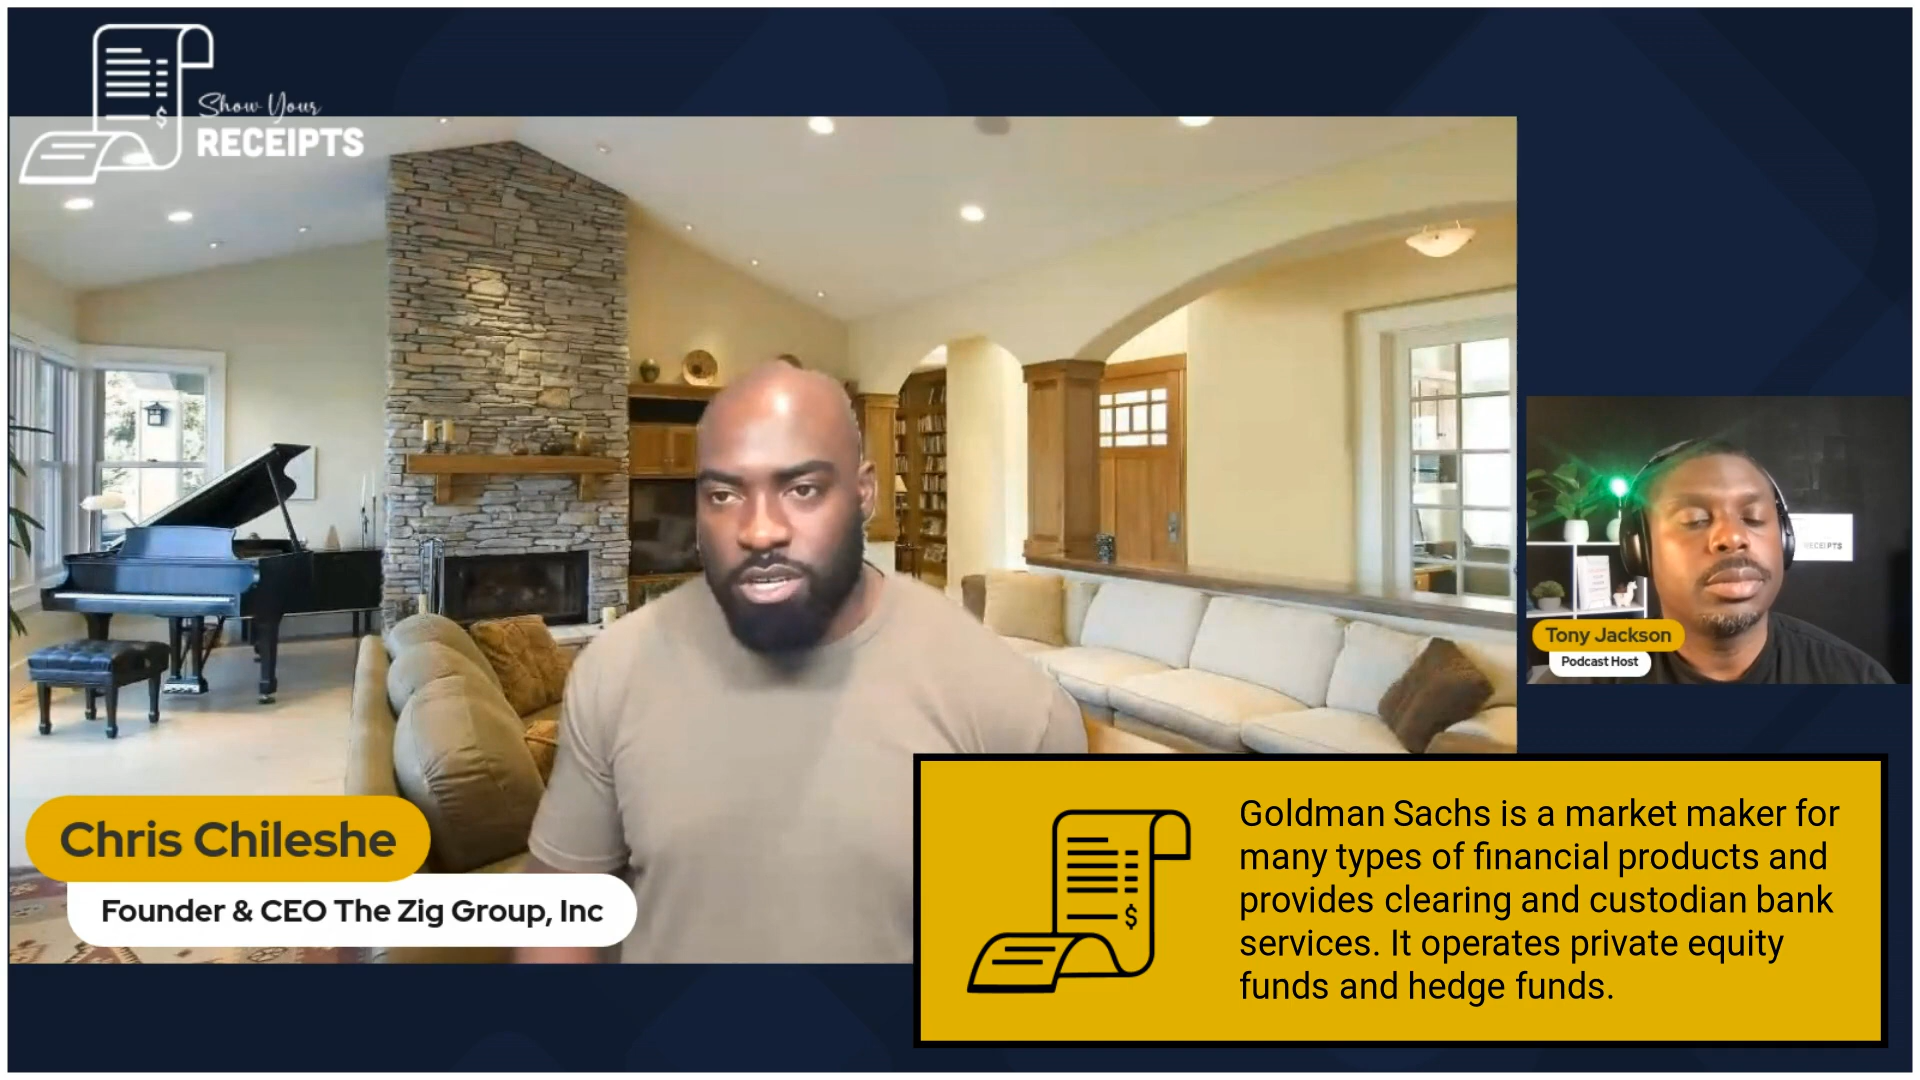 Show Your
RECEIPTS
$
RECEIPTS
Tony Jackson
Podcast Host
Chris Chileshe
Founder & CEO The Zig Group, Inc
$
Goldman Sachs is a market maker for
many types of financial products and
provides clearing and custodian bank
services. It operates private equity
funds and hedge funds.